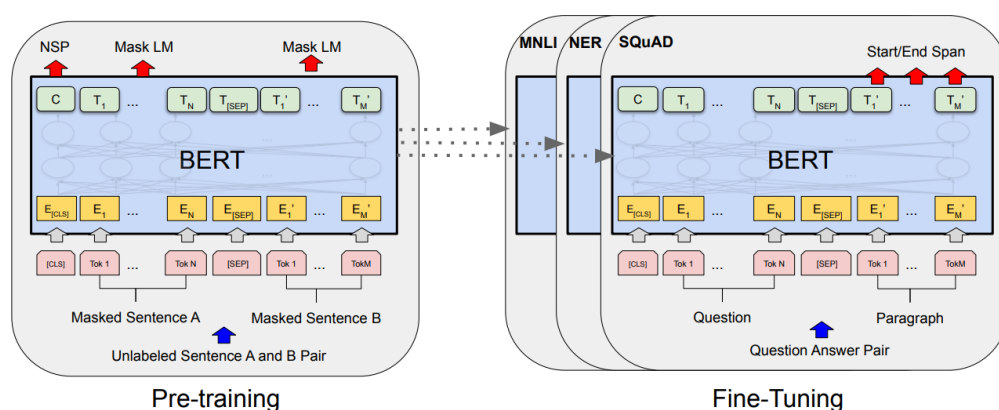 NSP Mask LM Mask LM
C T1 ... TN T[SEP] T1' ... TM'
BERT
E[CLS] E1 ... EN E[SEP] E1' ... EM'
[CLS] Tok 1 ... Tok N [SEP] Tok 1 ... TokM
Masked Sentence A Masked Sentence B
Unlabeled Sentence A and B Pair
Pre-training
MNLI NER SQuAD
Start/End Span
C T1 ... TN T[SEP] T1' ... TM'
BERT
E[CLS] E1 ... EN E[SEP] E1' ... EM'
[CLS] Tok 1 ... Tok N [SEP] Tok 1 ... TokM
Question Paragraph
Question Answer Pair
Fine-Tuning